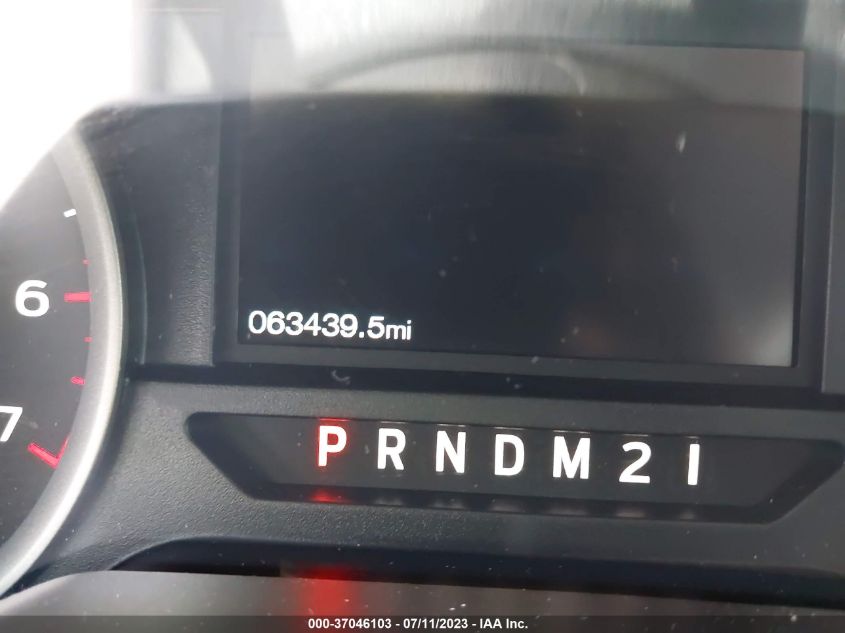 6
063439.5mi
7
P R N D M 2 1
000-37046103 - 07/11/2023 - IAA Inc.